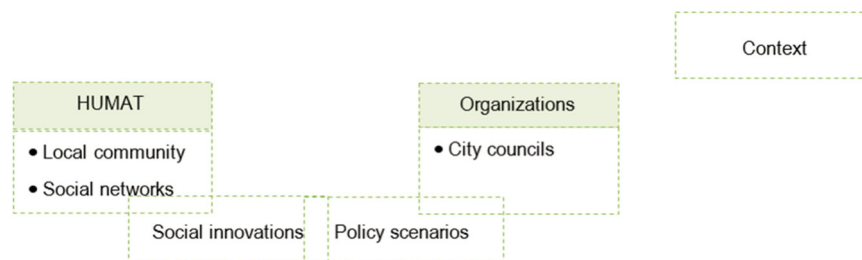 Context
HUMAT
Organizations
• Local community
• City councils
• Social networks
Social innovations
Policy scenarios